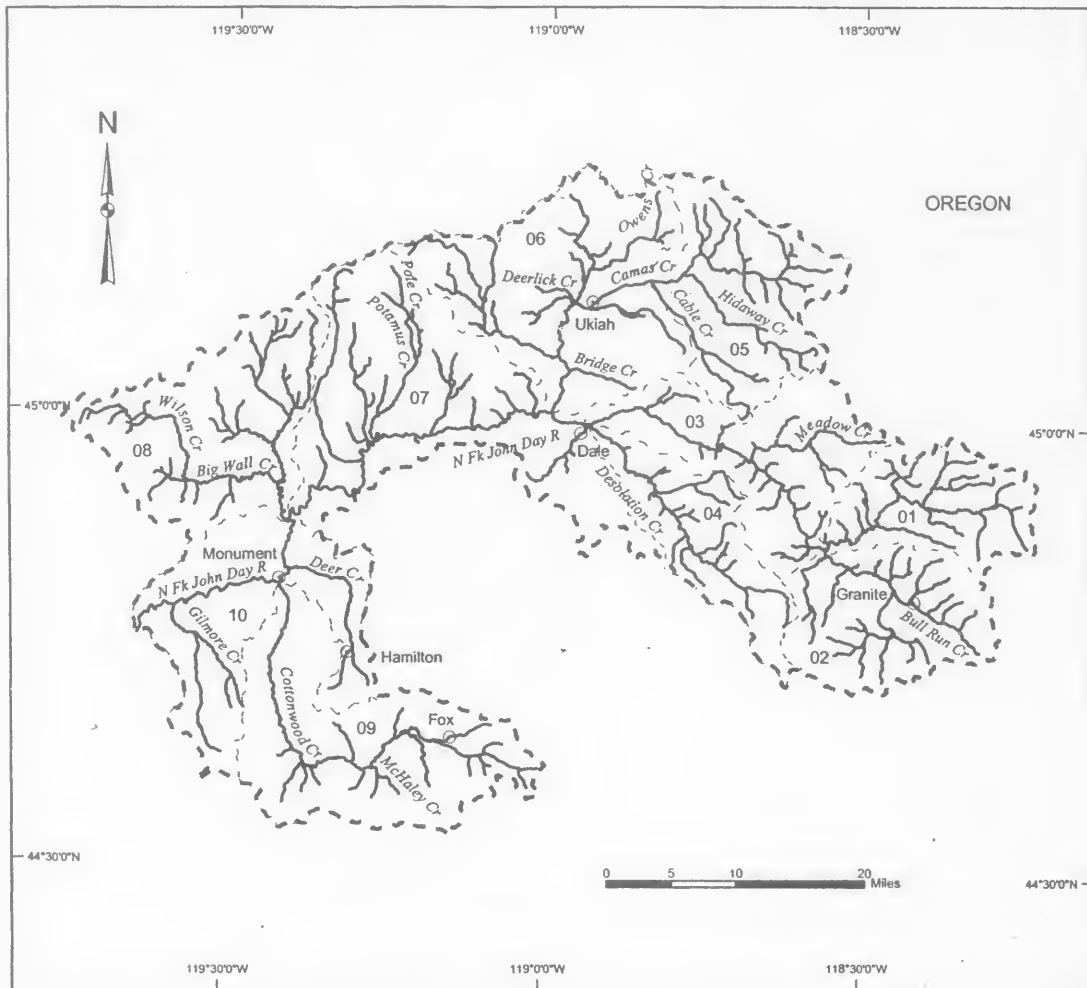 119°30'0"W
119°0'0"W
118°30'0"W
N
OREGON
Owens Cr
06
Deerlick Cr
Camas Cr
Pole Cr
Potamus Cr
Hidaway Cr
Cable Cr
Ukiah
05
Bridge Cr
07
45°0'0"N
Wilson Cr
03
Meadow Cr
45°0'0"N
08
N Fk John Day R
Dale
Big Wall Cr
Desolation Cr
04
01
Monument
N Fk John Day R
Deer Cr
Granite
Bull Run Cr
10
Gilmore Cr
Hamilton
02
Cottonwood Cr
09
Fox
McHaley Cr
44°30'0"N
0 5 10 20
Miles
44°30'0"N
119°30'0"W
119°0'0"W
118°30'0"W